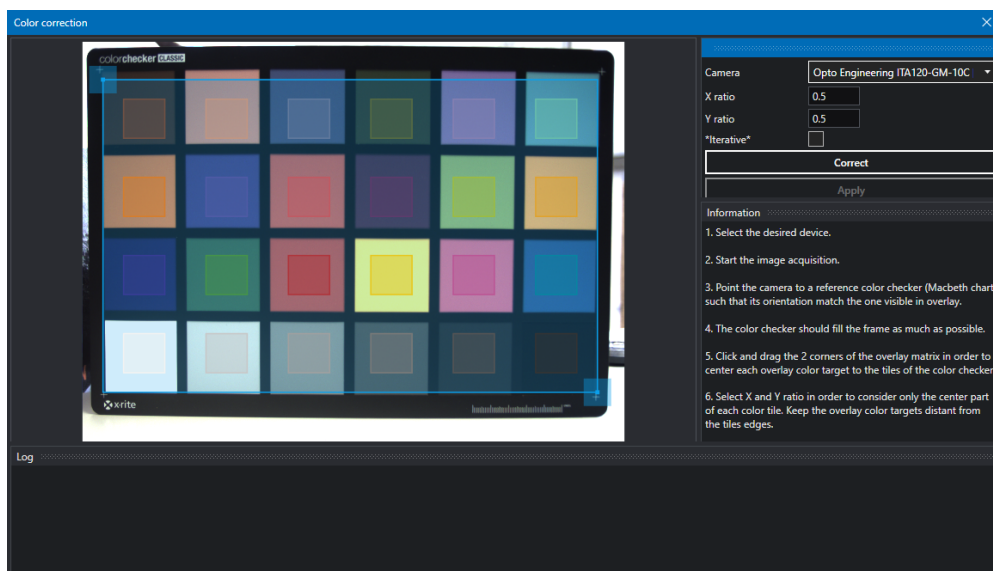 Color correction
colorchecker CLASSIC
x-rite
Camera
Opto Engineering ITA120-GM-10C
X ratio
0.5
Y ratio
0.5
*Iterative*
Correct
Apply
Information
1. Select the desired device.
2. Start the image acquisition.
3. Point the camera to a reference color checker (Macbeth chart
such that its orientation match the one visible in overlay.
4. The color checker should fill the frame as much as possible.
5. Click and drag the 2 corners of the overlay matrix in order to
center each overlay color target to the tiles of the color checker
6. Select X and Y ratio in order to consider only the center part
of each color tile. Keep the overlay color targets distant from
the tiles edges.
Log